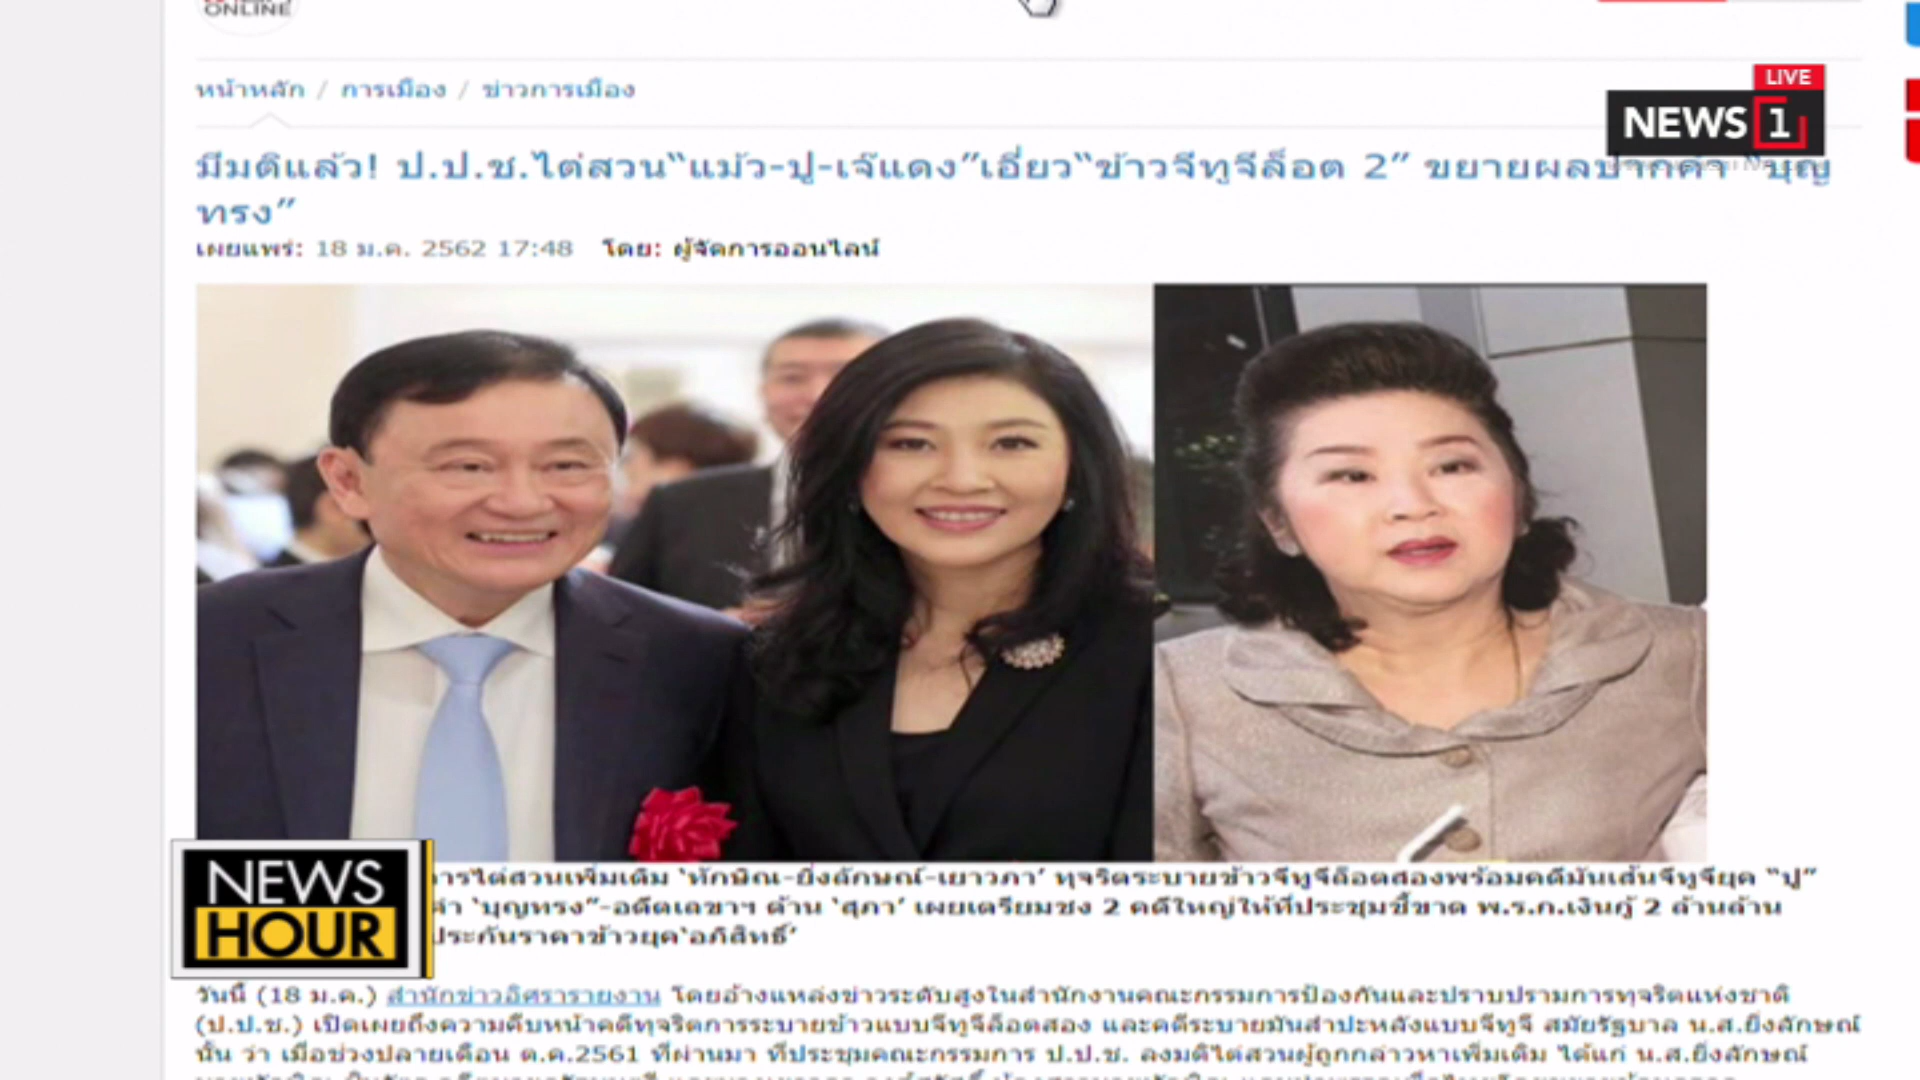 ONLINE
หน้าหลัก / การเมือง / ข่าวการเมือง
LIVE
NEWS 1
มีมติแล้ว! ป.ป.ช.ไต่สวน“แม้ว-ปู-เจ๊แดง”เอี่ยว“ข้าวจีทูจีล็อต 2” ขยายผลปากคำ “บุญ
ทรง”
เผยแพร่: 18 ม.ค. 2562 17:48 โดย: ผู้จัดการออนไลน์
การไต่สวนเพิ่มเติม ‘ทักษิณ-ยิ่งลักษณ์-เยาวภา’ ทุจริตระบายข้าวจีทูจีล็อตสองพร้อมคดีมันเส้นจีทูจียุค “ปู”
‘บุญทรง”-อดีตเลขาฯ ด้าน ‘สุภา’ เผยเตรียมชง 2 คดีใหญ่ให้ที่ประชุมชี้ขาด พ.ร.ก.เงินกู้ 2 ล้านล้าน
ประกันราคาข้าวยุค‘อภิสิทธิ์’
NEWS
HOUR
วันนี้ (18 ม.ค.) สำนักข่าวอิศรารายงาน โดยอ้างแหล่งข่าวระดับสูงในสำนักงานคณะกรรมการป้องกันและปราบปรามการทุจริตแห่งชาติ
(ป.ป.ช.) เปิดเผยถึงความคืบหน้าคดีทุจริตการระบายข้าวแบบจีทูจีล็อตสอง และคดีระบายมันสำปะหลังแบบจีทูจี สมัยรัฐบาล น.ส.ยิ่งลักษณ์
นั้น ว่า เมื่อช่วงปลายเดือน ต.ค.2561 ที่ผ่านมา ที่ประชุมคณะกรรมการ ป.ป.ช. ลงมติไต่สวนผู้ถูกกล่าวหาเพิ่มเติม ได้แก่ น.ส.ยิ่งลักษณ์